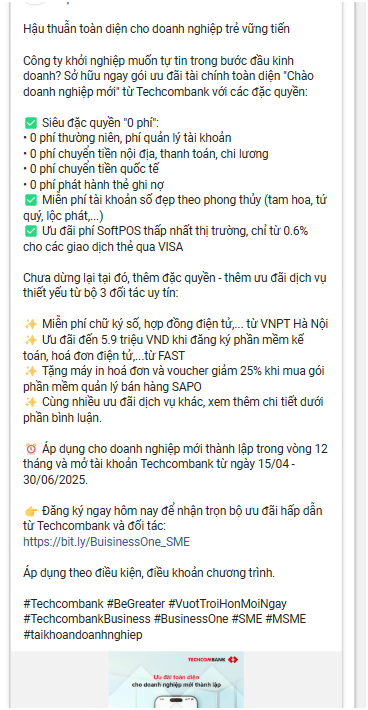 Hậu thuẫn toàn diện cho doanh nghiệp trẻ vững tiến
Công ty khởi nghiệp muốn tự tin trong bước đầu kinh
doanh? Sở hữu ngay gói ưu đãi tài chính toàn diện "Chào
doanh nghiệp mới" từ Techcombank với các đặc quyền:
✅ Siêu đặc quyền "0 phí":
• 0 phí thường niên, phí quản lý tài khoản
• 0 phí chuyển tiền nội địa, thanh toán, chi lương
• 0 phí chuyển tiền quốc tế
• 0 phí phát hành thẻ ghi nợ
✅ Miễn phí tài khoản số đẹp theo phong thủy (tam hoa, tứ
quý, lộc phát,...)
✅ Ưu đãi phí SoftPOS thấp nhất thị trường, chỉ từ 0.6%
cho các giao dịch thẻ qua VISA
Chưa dừng lại tại đó, thêm đặc quyền - thêm ưu đãi dịch vụ
thiết yếu từ bộ 3 đối tác uy tín:
✨ Miễn phí chữ ký số, hợp đồng điện tử,... từ VNPT Hà Nội
✨ Ưu đãi đến 5.9 triệu VND khi đăng ký phần mềm kế
toán, hoá đơn điện tử,...từ FAST
✨ Tặng máy in hoá đơn và voucher giảm 25% khi mua gói
phần mềm quản lý bán hàng SAPO
✨ Cùng nhiều ưu đãi dịch vụ khác, xem thêm chi tiết dưới
phần bình luận.
⏰ Áp dụng cho doanh nghiệp mới thành lập trong vòng 12
tháng và mở tài khoản Techcombank từ ngày 15/04 -
30/06/2025.
👉 Đăng ký ngay hôm nay để nhận trọn bộ ưu đãi hấp dẫn
từ Techcombank và đối tác:
https://bit.ly/BuisinessOne_SME
Áp dụng theo điều kiện, điều khoản chương trình.
#Techcombank #BeGreater #VuotTroiHonMoiNgay
#TechcombankBusiness #BusinessOne #SME #MSME
#taikhoandoanhnghiep
TECHCOMBANK
Ưu đãi toàn diện
cho doanh nghiệp mới thành lập